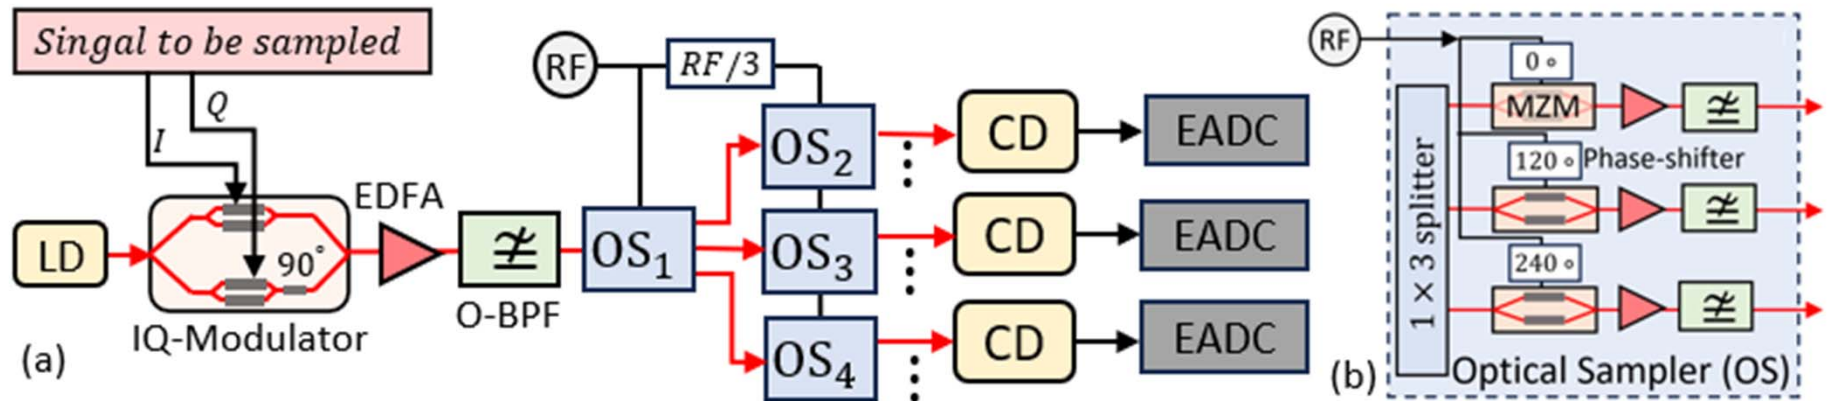 Singal to be sampled
I
Q
LD
90°
IQ-Modulator
EDFA
O-BPF
RF
RF/3
OS1
OS2
OS3
OS4
CD
EADC
CD
EADC
CD
EADC
(a)
RF
1 × 3 splitter
0 °
MZM
120 °
Phase-shifter
240 °
Optical Sampler (OS)
(b)